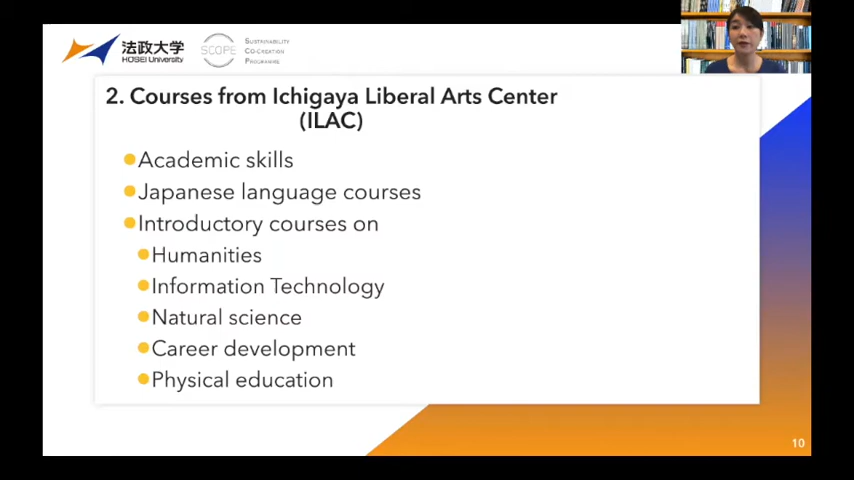 法政大学
HOSEI University
SCOPE
SUSTAINABILITY
CO-CREATION
PROGRAMME
2. Courses from Ichigaya Liberal Arts Center
(ILAC)
Academic skills
Japanese language courses
Introductory courses on
Humanities
Information Technology
Natural science
Career development
Physical education
10